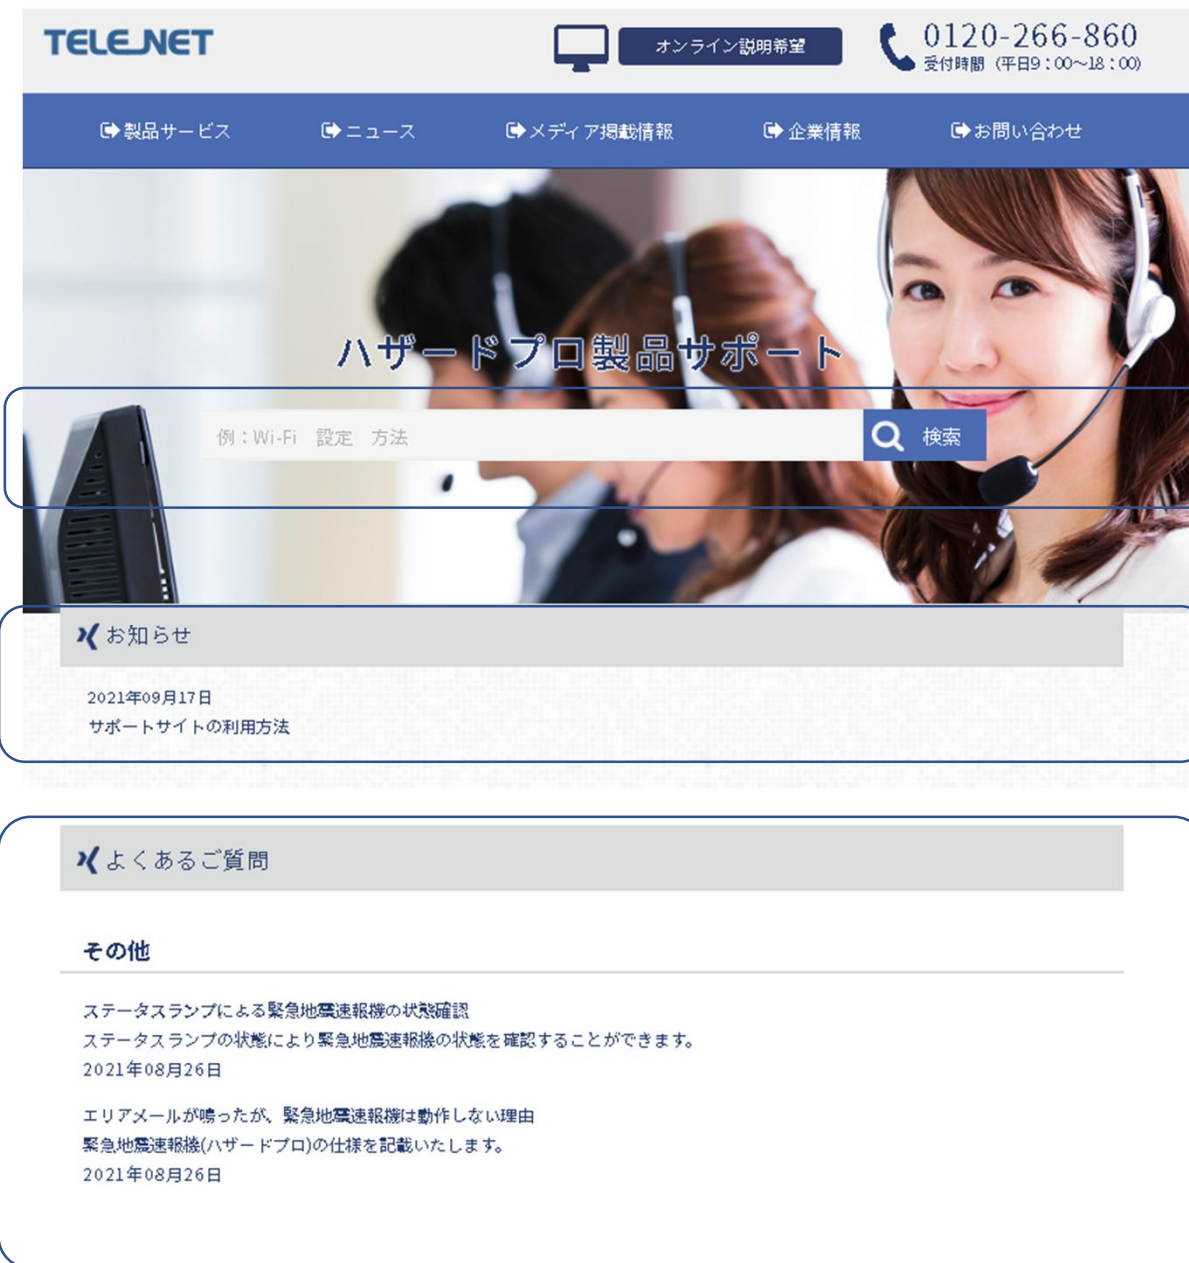 TELE.NET
オンライン説明希望
0120-266-860
受付時間（平日9：00～18：00）
製品サービス
ニュース
メディア掲載情報
企業情報
お問い合わせ
ハザードプロ製品サポート
例：Wi-Fi　設定　方法
検索
お知らせ
2021年09月17日
サポートサイトの利用方法
よくあるご質問
その他
ステータスランプによる緊急地震速報機の状態確認
ステータスランプの状態により緊急地震速報機の状態を確認することができます。
2021年08月26日
エリアメールが鳴ったが、緊急地震速報機は動作しない理由
緊急地震速報機(ハザードプロ)の仕様を記載いたします。
2021年08月26日